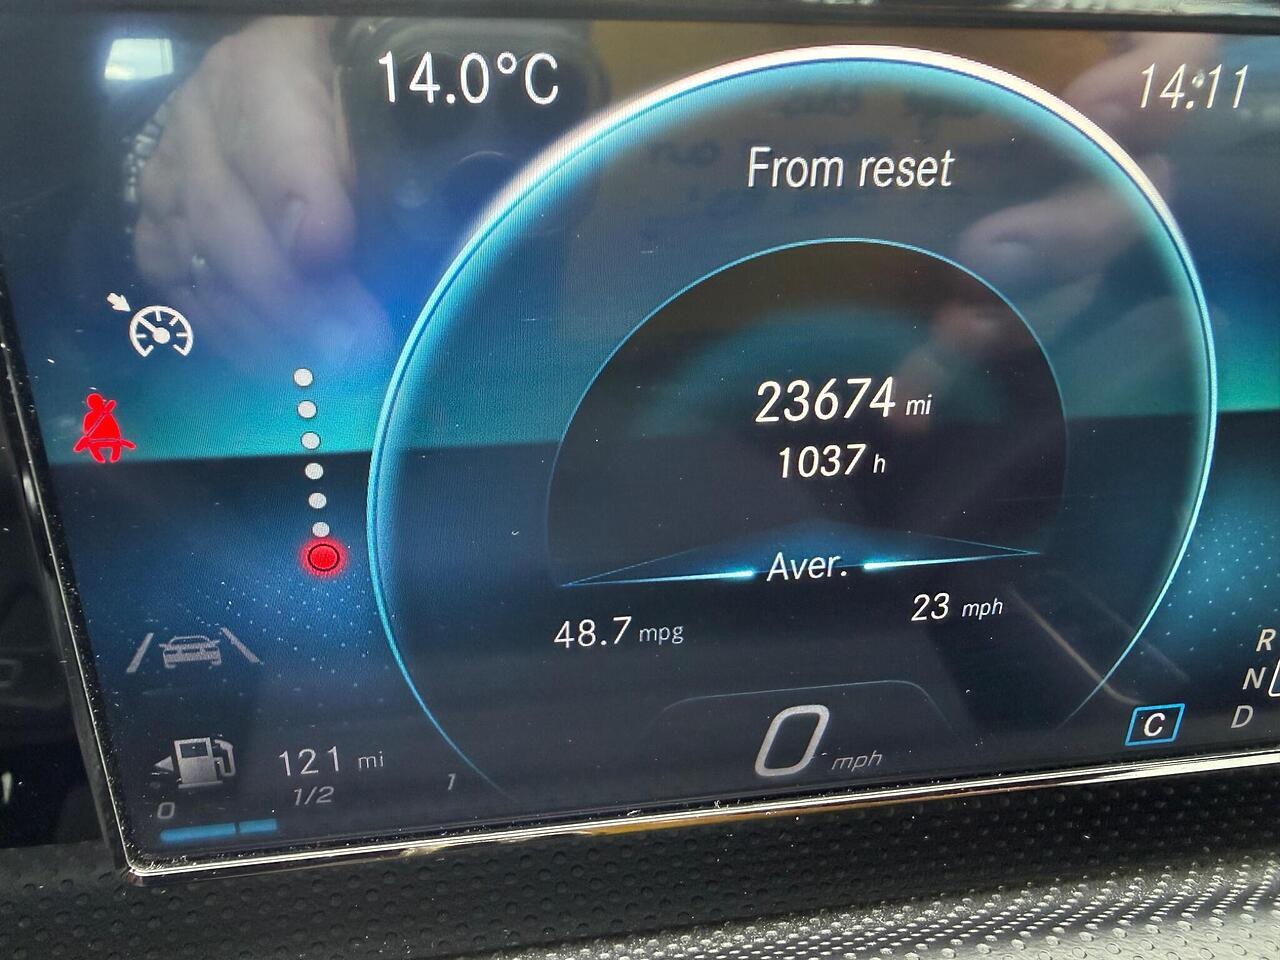 14.0°C
14:11
From reset
23674 mi
1037 h
Aver.
48.7 mpg
23 mph
R
N
D
C
0 mph
121 mi
0
1/2
1